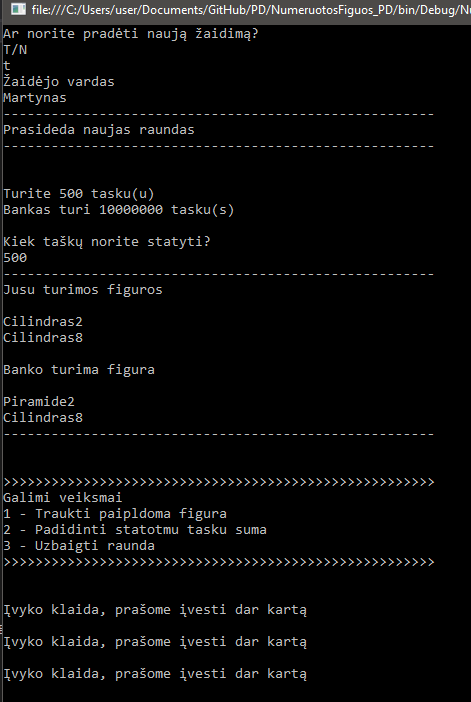 file:///C:/Users/user/Documents/GitHub/PD/NumeruotosFiguos_PD/bin/Debug/Nu
Ar norite pradėti naują žaidimą?
T/N
t
Žaidėjo vardas
Martynas
------------------------------------------------------
Prasideda naujas raundas
------------------------------------------------------
Turite 500 tasku(u)
Bankas turi 10000000 tasku(s)
Kiek taškų norite statyti?
500
------------------------------------------------------
Jusu turimos figuros
Cilindras2
Cilindras8
Banko turima figura
Piramide2
Cilindras8
------------------------------------------------------
>>>>>>>>>>>>>>>>>>>>>>>>>>>>>>>>>>>>>>>>>>>>>>>>>>>>>>
Galimi veiksmai
1 - Traukti paipldoma figura
2 - Padidinti statotmu tasku suma
3 - Uzbaigti raunda
>>>>>>>>>>>>>>>>>>>>>>>>>>>>>>>>>>>>>>>>>>>>>>>>>>>>>>
Įvyko klaida, prašome įvesti dar kartą
Įvyko klaida, prašome įvesti dar kartą
Įvyko klaida, prašome įvesti dar kartą